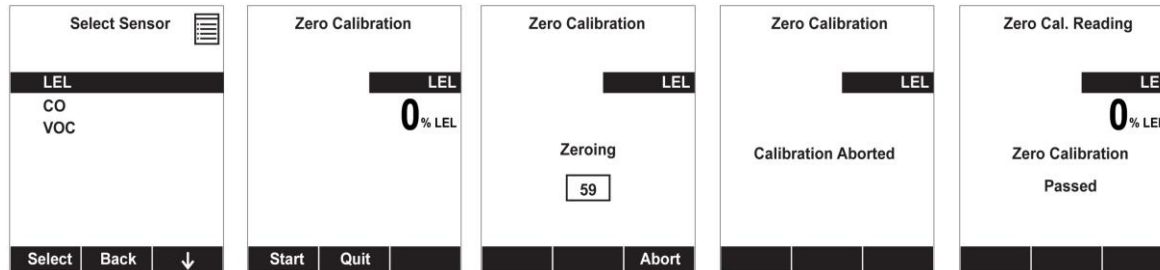 Select Sensor
LEL
CO
VOC
Select Back ↓
Zero Calibration
LEL
0 % LEL
Start Quit
Zero Calibration
LEL
Zeroing
59
Abort
Zero Calibration
LEL
Calibration Aborted
Zero Cal. Reading
LE
0 % LEL
Zero Calibration
Passed